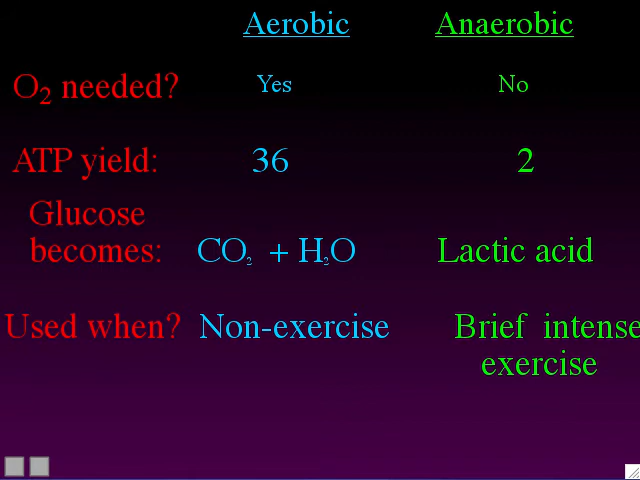 Aerobic Anaerobic
O₂ needed? Yes No
ATP yield: 36 2
Glucose
becomes: CO₂ + H₂O Lactic acid
Used when? Non-exercise Brief intense
exercise